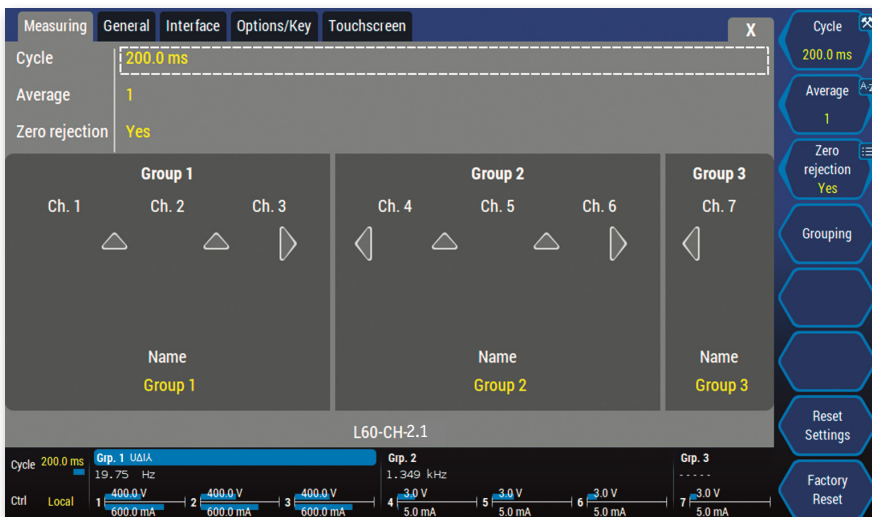 Measuring General Interface Options/Key Touchscreen X
Cycle 200.0 ms
Average 1
Zero rejection Yes
Group 1 Group 2 Group 3
Ch. 1 Ch. 2 Ch. 3 Ch. 4 Ch. 5 Ch. 6 Ch. 7
Name Name Name
Group 1 Group 2 Group 3
L60-CH-2.1
Cycle 200.0 ms
Ctrl Local
Grp. 1 UΔIλ
19.75 Hz
1 400.0 V 600.0 mA
2 400.0 V 600.0 mA
3 400.0 V 600.0 mA
Grp. 2
1.349 kHz
4 3.0 V 5.0 mA
5 3.0 V 5.0 mA
6 3.0 V 5.0 mA
Grp. 3
-----
7 3.0 V 5.0 mA
Cycle
200.0 ms
Average A-z
1
Zero
rejection
Yes
Grouping
Reset
Settings
Factory
Reset